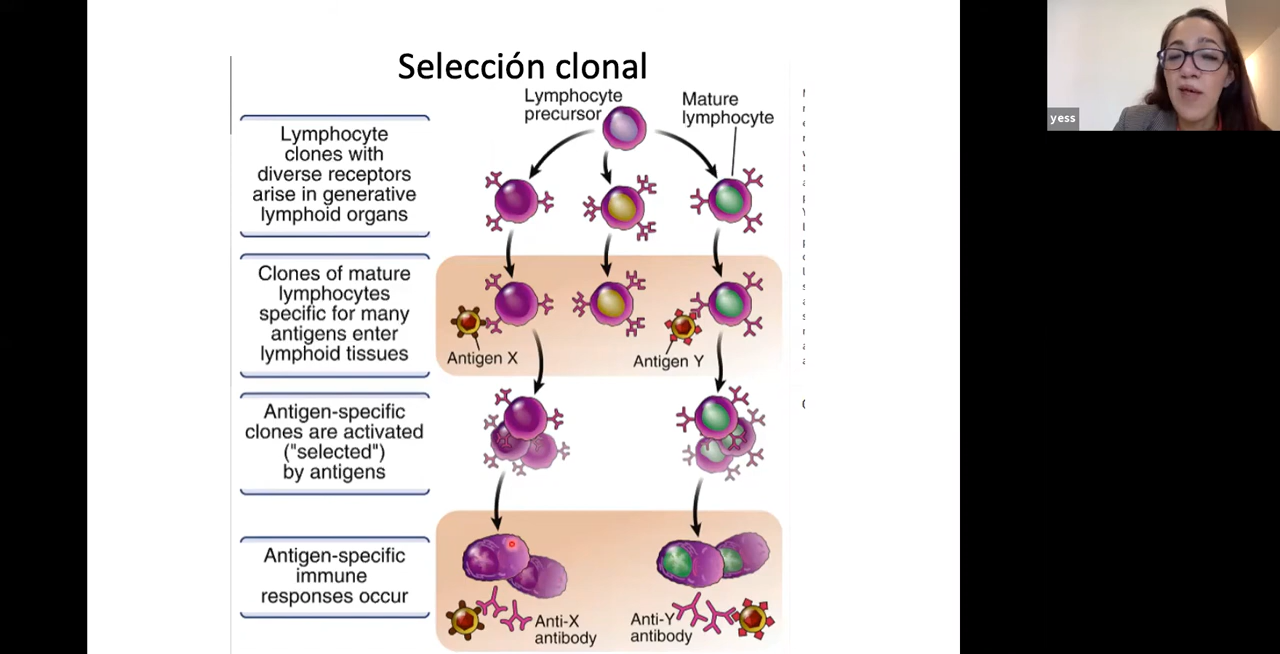 Selección clonal
Lymphocyte
precursor
Mature
lymphocyte
Lymphocyte
clones with
diverse receptors
arise in generative
lymphoid organs
Clones of mature
lymphocytes
specific for many
antigens enter
lymphoid tissues
Antigen X
Antigen Y
Antigen-specific
clones are activated
("selected")
by antigens
Antigen-specific
immune
responses occur
Anti-X
antibody
Anti-Y
antibody
yess